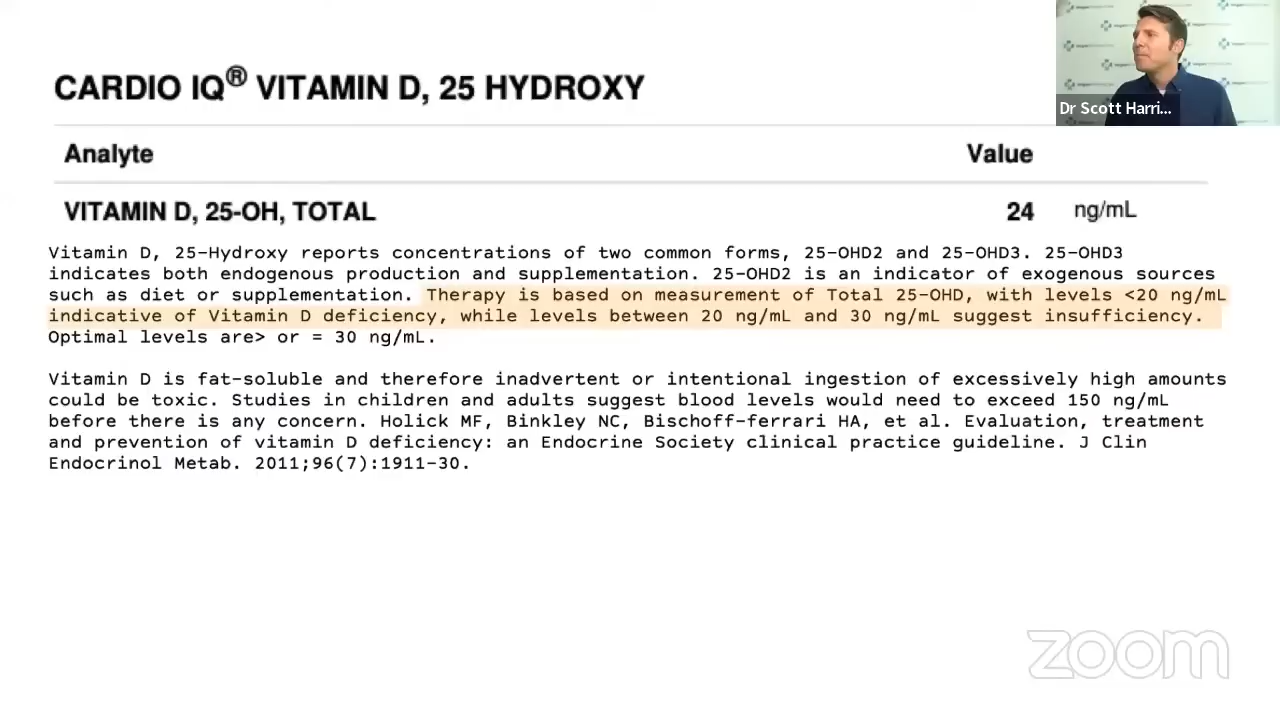 CARDIO IQ® VITAMIN D, 25 HYDROXY
Dr Scott Harri...
Analyte Value
VITAMIN D, 25-OH, TOTAL 24 ng/mL
Vitamin D, 25-Hydroxy reports concentrations of two common forms, 25-OHD2 and 25-OHD3. 25-OHD3
indicates both endogenous production and supplementation. 25-OHD2 is an indicator of exogenous sources
such as diet or supplementation. Therapy is based on measurement of Total 25-OHD, with levels <20 ng/mL
indicative of Vitamin D deficiency, while levels between 20 ng/mL and 30 ng/mL suggest insufficiency.
Optimal levels are> or = 30 ng/mL.
Vitamin D is fat-soluble and therefore inadvertent or intentional ingestion of excessively high amounts
could be toxic. Studies in children and adults suggest blood levels would need to exceed 150 ng/mL
before there is any concern. Holick MF, Binkley NC, Bischoff-ferrari HA, et al. Evaluation, treatment
and prevention of vitamin D deficiency: an Endocrine Society clinical practice guideline. J Clin
Endocrinol Metab. 2011;96(7):1911-30.
zoom